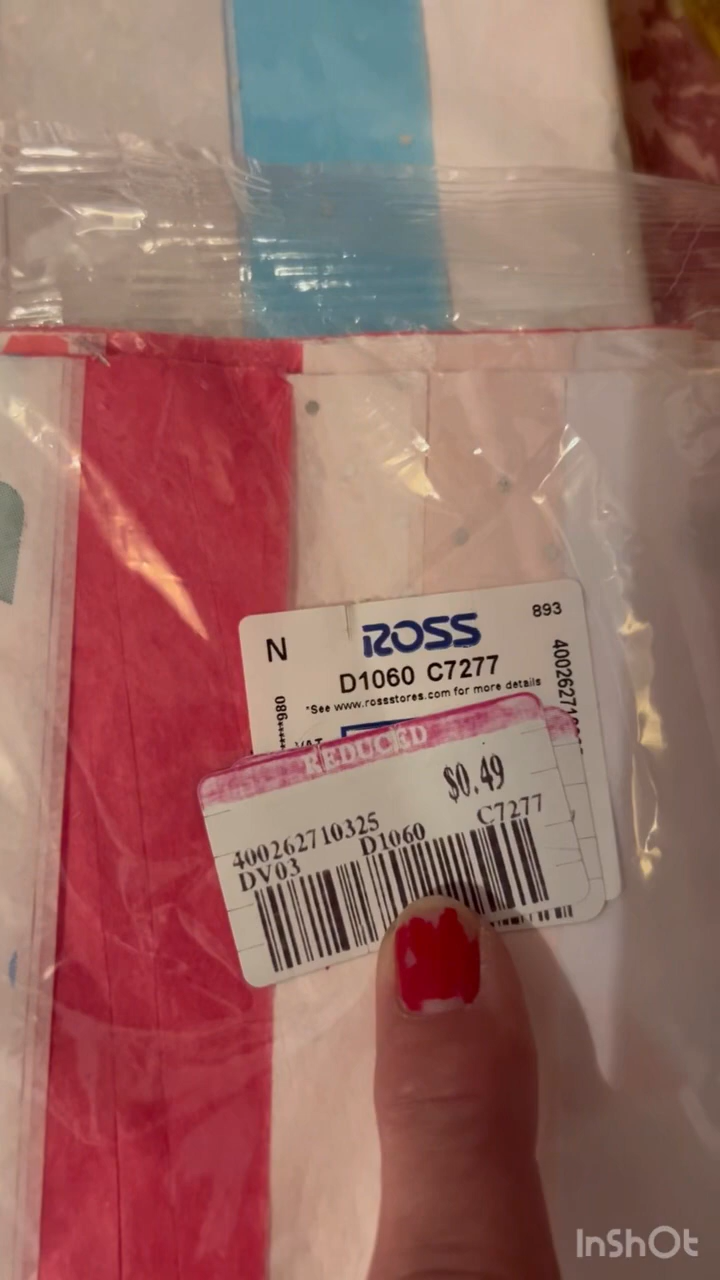 893
N
ROSS
D1060 C7277
*See www.rossstores.com for more details
REDUCED
$0.49
400262710325
D1060
C7277
DV03
InShOt